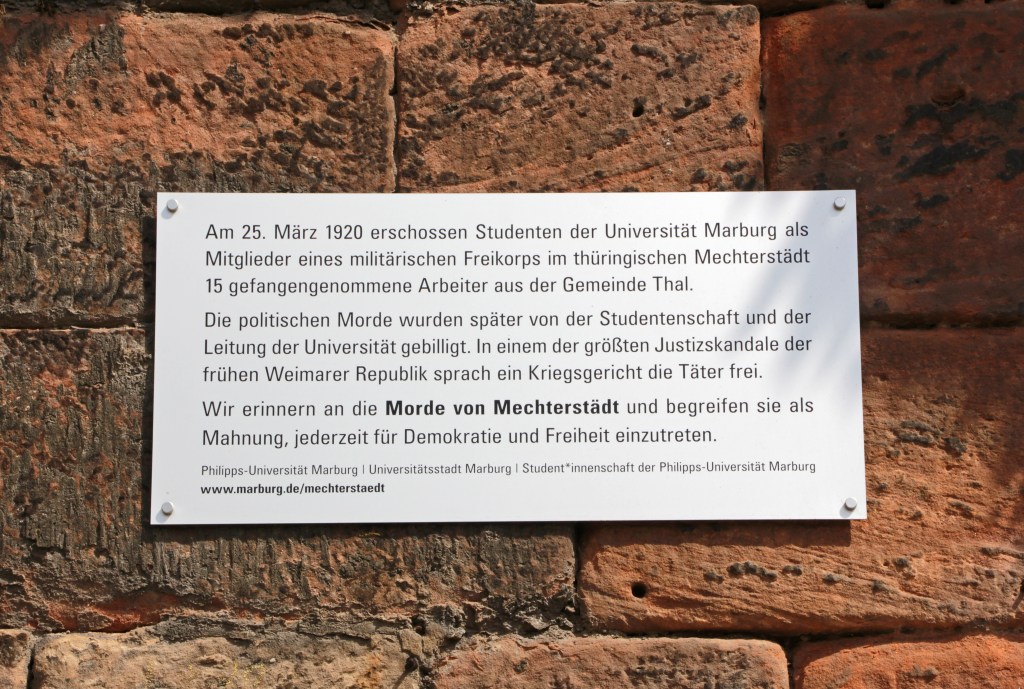 Am 25. März 1920 erschossen Studenten der Universität Marburg als
Mitglieder eines militärischen Freikorps im thüringischen Mechterstädt
15 gefangengenommene Arbeiter aus der Gemeinde Thal.
Die politischen Morde wurden später von der Studentenschaft und der
Leitung der Universität gebilligt. In einem der größten Justizskandale der
frühen Weimarer Republik sprach ein Kriegsgericht die Täter frei.
Wir erinnern an die Morde von Mechterstädt und begreifen sie als
Mahnung, jederzeit für Demokratie und Freiheit einzutreten.
Philipps-Universität Marburg | Universitätsstadt Marburg | Student*innenschaft der Philipps-Universität Marburg
www.marburg.de/mechterstaedt